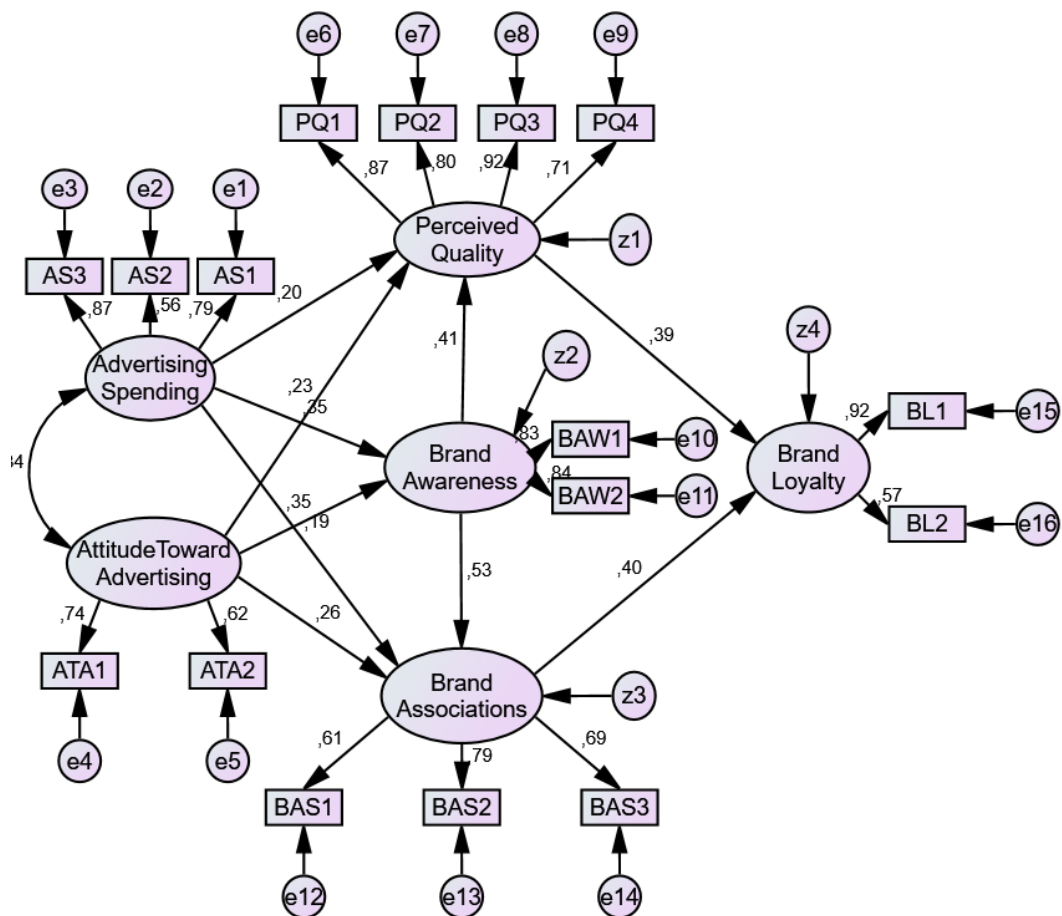 e6
e7
e8
e9
PQ1
PQ2
PQ3
PQ4
,87
,80
,92
,71
e3
e2
e1
AS3
AS2
AS1
,87
,56
,79
Perceived
Quality
z1
,20
Advertising
Spending
,41
,39
z2
z4
,23
,35
Brand
Awareness
,83
BAW1
e10
,84
BAW2
e11
Brand
Loyalty
,92
BL1
e15
,57
BL2
e16
,35
,19
AttitudeToward
Advertising
,53
,40
,74
,62
,26
ATA1
ATA2
e4
e5
Brand
Associations
z3
,61
,79
,69
BAS1
BAS2
BAS3
e12
e13
e14